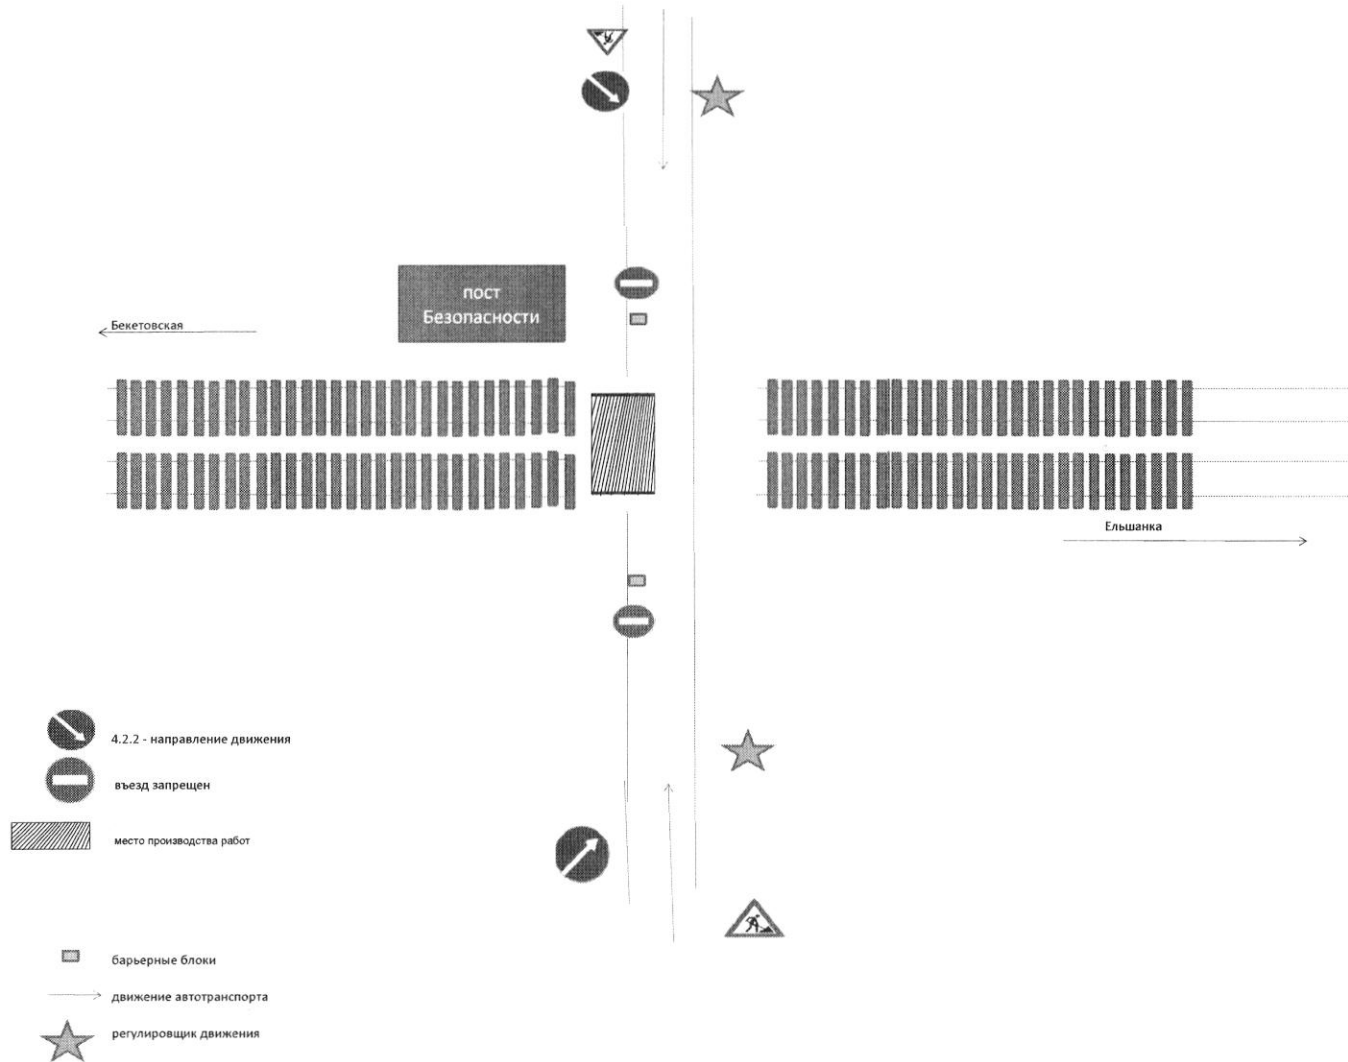 пост
Безопасности
Бекетовская
Ельшанка
4.2.2 - направление движения
въезд запрещен
место производства работ
барьерные блоки
движение автотранспорта
регулировщик движения